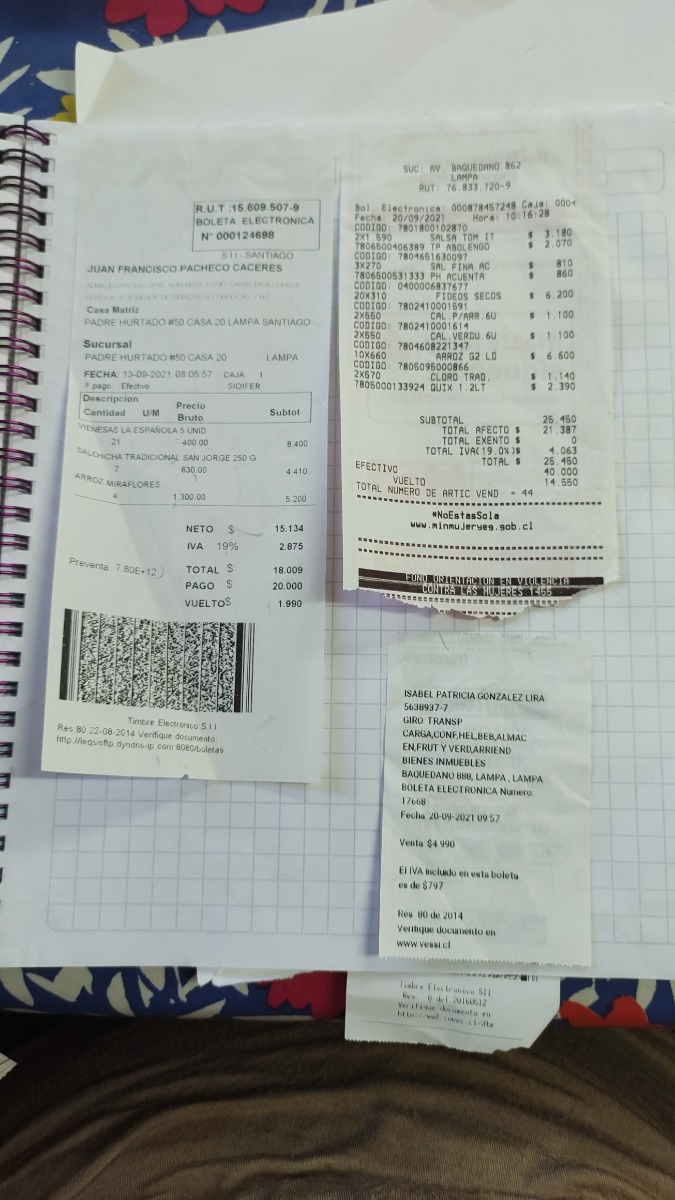 R.U.T :15.609.507-9
BOLETA ELECTRONICA
N° 000124698
S I I - SANTIAGO
JUAN FRANCISCO PACHECO CACERES
Casa Matriz
PADRE HURTADO #50 CASA 20 LAMPA SANTIAGO
Sucursal
PADRE HURTADO #50 CASA 20 LAMPA
FECHA: 13-09-2021 08:05:57 CAJA 1
F pago Efectivo SIOIFER
Descripcion
Cantidad U/M Precio Bruto Subtot
VIENESAS LA ESPAÑOLA 5 UNID
21 400.00 8.400
SALCHICHA TRADICIONAL SAN JORGE 250 G
7 630.00 4.410
ARROZ MIRAFLORES
4 1.300.00 5.200
NETO $ 15.134
IVA 19% 2.875
Preventa 7.80E+12)
TOTAL $ 18.009
PAGO $ 20.000
VUELTO$ 1.990
Timbre Electronico S.I.I
Res 80 22-08-2014 Verifique documento:
http://leqsisftp.dyndns-ip.com 8080/boletas
SUC: AV. BAQUEDANO 862
LAMPA
RUT: 76.833.720-9
Bol. Electronica: 000878457248 Caja: 0004
Fecha: 20/09/2021 Hora: 10:16:28
CODIGO: 7801800102870
2X1.590 SALSA TOM IT $ 3.180
7806500406389 TP ABOLENGO $ 2.070
CODIGO: 7804651630097
3X270 SAL FINA AC $ 810
7806500531333 PH ACUENTA $ 860
CODIGO: 0400006837677
20X310 FIDEOS SECOS $ 6.200
CODIGO: 7802410001591
2X550 CAL.P/ARR.6U $ 1.100
CODIGO: 7802410001614
2X550 CAL.VERDU.6U $ 1.100
CODIGO: 7804608221347
10X660 ARROZ G2 LD $ 6.600
CODIGO: 7805095000866
2X570 CLORO TRAD. $ 1.140
7805000133924 QUIX 1.2LT $ 2.390
SUBTOTAL 25.450
TOTAL AFECTO $ 21.387
TOTAL EXENTO $ 0
TOTAL IVA(19.0%)$ 4.063
TOTAL $ 25.450
EFECTIVO 40.000
VUELTO 14.550
TOTAL NUMERO DE ARTIC VEND = 44
#NoEstasSola
www.minmujeryeg.gob.cl
FONO ORIENTACION EN VIOLENCIA
CONTRA LAS MUJERES 1455
ISABEL PATRICIA GONZALEZ LIRA
5638937-7
GIRO TRANSP
CARGA,CONF,HEL,BEB,ALMAC
EN,FRUT Y VERD,ARRIEND
BIENES INMUEBLES
BAQUEDANO 888, LAMPA , LAMPA
BOLETA ELECTRONICA Numero:
17668
Fecha 20-09-2021 09:57
Venta $4.990
El IVA incluido en esta boleta
es de $797
Res. 80 de 2014
Verifique documento en
www.vessi.cl
Timbre Electronico SII
Verifique documento en